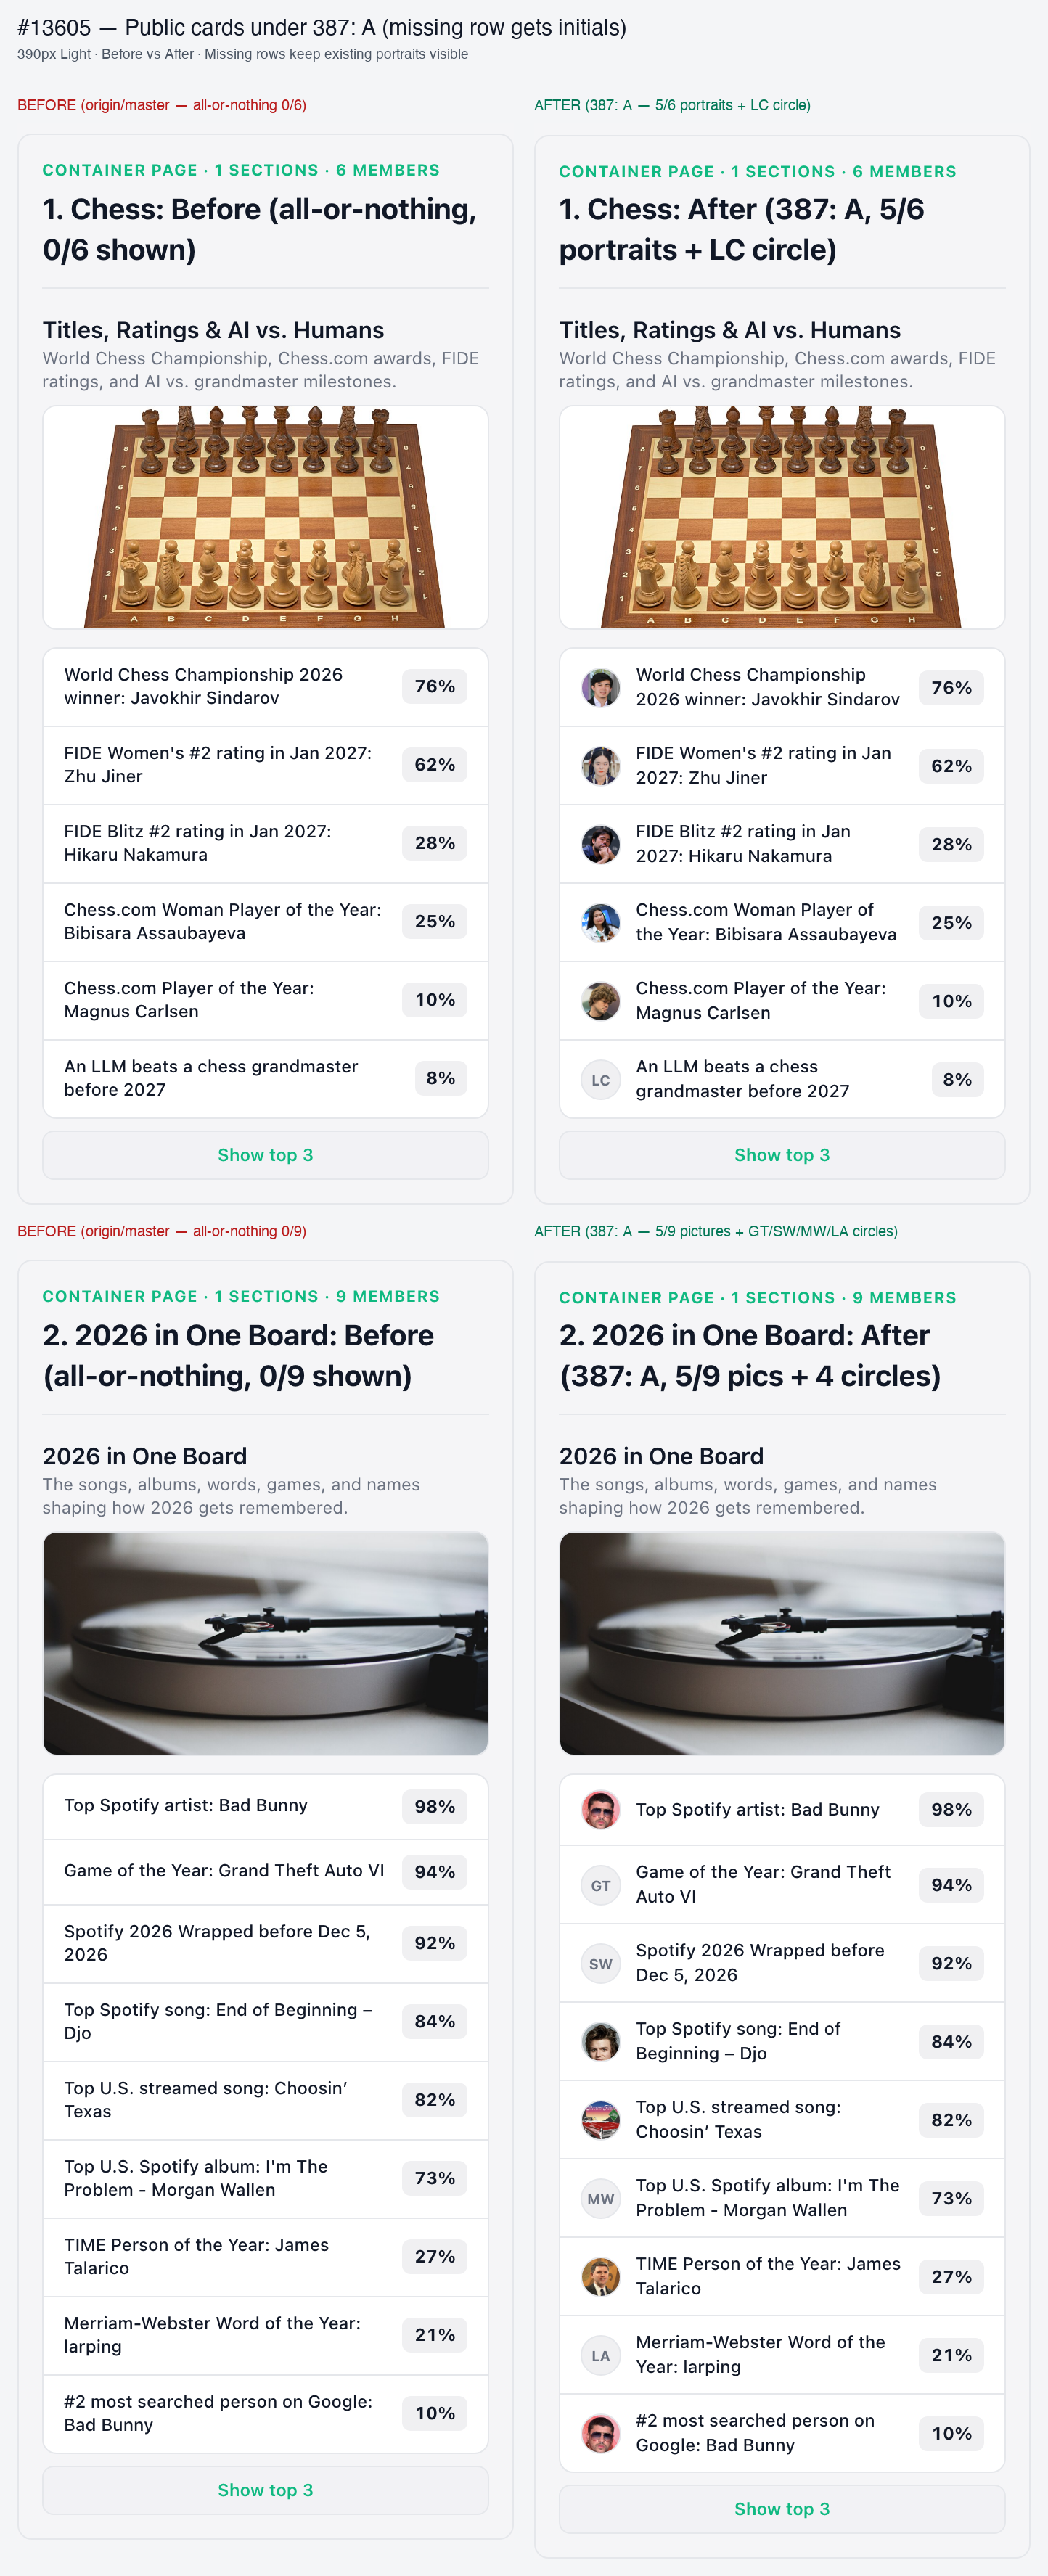 #13605 — Public cards under 387: A (missing row gets initials)
390px Light · Before vs After · Missing rows keep existing portraits visible
BEFORE (origin/master — all-or-nothing 0/6)
CONTAINER PAGE · 1 SECTIONS · 6 MEMBERS
1. Chess: Before (all-or-nothing,
0/6 shown)
Titles, Ratings & AI vs. Humans
World Chess Championship, Chess.com awards, FIDE
ratings, and AI vs. grandmaster milestones.
8
7
6
5
4
3
2
1
A B C D E F G H
World Chess Championship 2026
winner: Javokhir Sindarov
76%
FIDE Women's #2 rating in Jan 2027:
Zhu Jiner
62%
FIDE Blitz #2 rating in Jan 2027:
Hikaru Nakamura
28%
Chess.com Woman Player of the Year:
Bibisara Assaubayeva
25%
Chess.com Player of the Year:
Magnus Carlsen
10%
An LLM beats a chess grandmaster
before 2027
8%
Show top 3
AFTER (387: A — 5/6 portraits + LC circle)
CONTAINER PAGE · 1 SECTIONS · 6 MEMBERS
1. Chess: After (387: A, 5/6
portraits + LC circle)
Titles, Ratings & AI vs. Humans
World Chess Championship, Chess.com awards, FIDE
ratings, and AI vs. grandmaster milestones.
8
7
6
5
4
3
2
1
A B C D E F G H
World Chess Championship
2026 winner: Javokhir Sindarov
76%
FIDE Women's #2 rating in Jan
2027: Zhu Jiner
62%
FIDE Blitz #2 rating in Jan
2027: Hikaru Nakamura
28%
Chess.com Woman Player of
the Year: Bibisara Assaubayeva
25%
Chess.com Player of the Year:
Magnus Carlsen
10%
LC
An LLM beats a chess
grandmaster before 2027
8%
Show top 3
BEFORE (origin/master — all-or-nothing 0/9)
CONTAINER PAGE · 1 SECTIONS · 9 MEMBERS
2. 2026 in One Board: Before
(all-or-nothing, 0/9 shown)
2026 in One Board
The songs, albums, words, games, and names
shaping how 2026 gets remembered.
Top Spotify artist: Bad Bunny
98%
Game of the Year: Grand Theft Auto VI
94%
Spotify 2026 Wrapped before Dec 5,
2026
92%
Top Spotify song: End of Beginning –
Djo
84%
Top U.S. streamed song: Choosin’
Texas
82%
Top U.S. Spotify album: I'm The
Problem - Morgan Wallen
73%
TIME Person of the Year: James
Talarico
27%
Merriam-Webster Word of the Year:
larping
21%
#2 most searched person on Google:
Bad Bunny
10%
Show top 3
AFTER (387: A — 5/9 pictures + GT/SW/MW/LA circles)
CONTAINER PAGE · 1 SECTIONS · 9 MEMBERS
2. 2026 in One Board: After
(387: A, 5/9 pics + 4 circles)
2026 in One Board
The songs, albums, words, games, and names
shaping how 2026 gets remembered.
Top Spotify artist: Bad Bunny
98%
GT
Game of the Year: Grand Theft
Auto VI
94%
SW
Spotify 2026 Wrapped before
Dec 5, 2026
92%
Top Spotify song: End of
Beginning – Djo
84%
Top U.S. streamed song:
Choosin’ Texas
82%
MW
Top U.S. Spotify album: I'm The
Problem - Morgan Wallen
73%
TIME Person of the Year: James
Talarico
27%
LA
Merriam-Webster Word of the
Year: larping
21%
#2 most searched person on
Google: Bad Bunny
10%
Show top 3